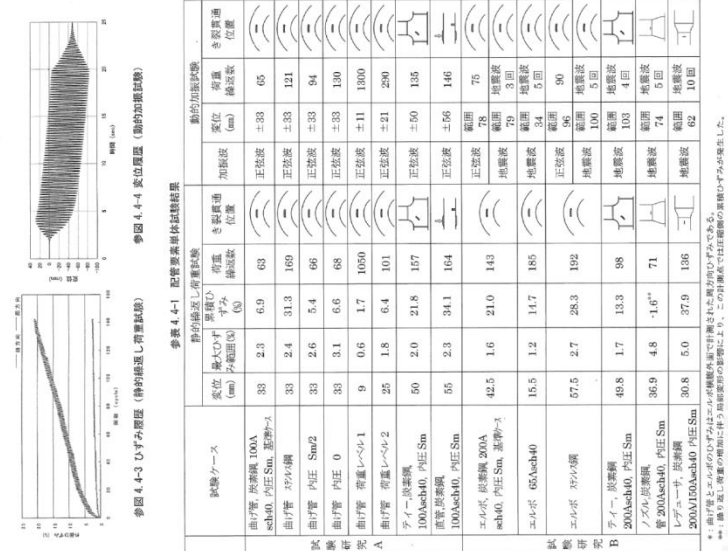 参図 4.4-3 ひずみ履歴（静的繰返し荷重試験）
参図 4.4-4 変位履歴（動的加振試験）
時間 (sec)
参表 4.4-1 配管要素単体試験結果
試験ケース 静的繰返し荷重試験 動的加振試験
変位 (mm) 最大ひずみ範囲(%) 累積ひずみ (%) 荷重繰返数 き裂貫通位置 加振波 変位 (mm) 荷重繰返数 き裂貫通位置
試験研究A
曲げ管, 炭素鋼, 100A sch40, 内圧 Sm, 基準ケース 33 2.3 6.9 63 正弦波 ±33 65
曲げ管 ステンレス鋼 33 2.4 31.3 169 正弦波 ±33 121
曲げ管 内圧 Sm/2 33 2.6 5.4 66 正弦波 ±33 94
曲げ管 内圧 0 33 3.1 6.6 68 正弦波 ±33 130
曲げ管 荷重レベル 1 9 0.6 1.7 1050 正弦波 ±11 1300
曲げ管 荷重レベル 2 25 1.8 6.4 101 正弦波 ±21 290
ティー, 炭素鋼, 100Asch40, 内圧 Sm 50 2.0 21.8 157 正弦波 ±50 135
直管, 炭素鋼, 100Asch40, 内圧 Sm 55 2.3 34.1 164 正弦波 ±56 146
試験研究B
エルボ, 炭素鋼, 200A sch40, 内圧 Sm, 基準ケース 42.5 1.6 21.0 143 正弦波 範囲 78 75
地震波 範囲 79 地震波 3 回
エルボ 65Asch40 15.5 1.2 14.7 185 地震波 範囲 34 地震波 5 回
エルボ ステンレス鋼 57.5 2.7 28.3 192 正弦波 範囲 96 90
地震波 範囲 100 地震波 5 回
ティー, 炭素鋼 200Asch40, 内圧 Sm 49.8 1.7 13.3 98 地震波 範囲 103 地震波 4 回
ノズル, 炭素鋼 管 200Asch40, 内圧 Sm 36.9 4.8 -1.6** 71 地震波 範囲 74 地震波 5 回
レデューサ, 炭素鋼 200A/150Asch40 内圧 Sm 30.8 5.0 37.9 136 地震波 範囲 62 地震波 10 回
*：曲げ管とエルボのひずみはエルボ横腹外面で計測された周方向ひずみである。
**：繰り返し荷重の増加に伴う局部変形の影響により、この計測点では圧縮側の累積ひずみが発生した。